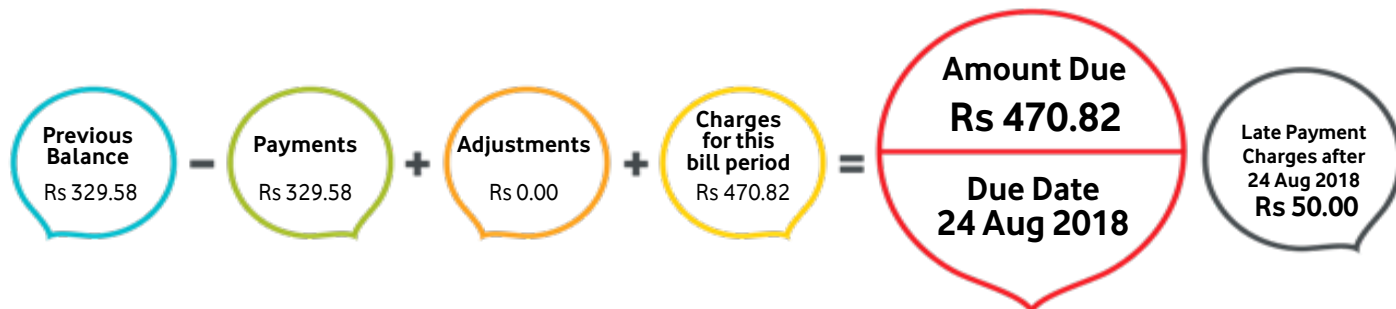 Previous
Balance
Rs 329.58
-
Payments
Rs 329.58
+
Adjustments
Rs 0.00
+
Charges
for this
bill period
Rs 470.82
=
Amount Due
Rs 470.82
Due Date
24 Aug 2018
Late Payment
Charges after
24 Aug 2018
Rs 50.00